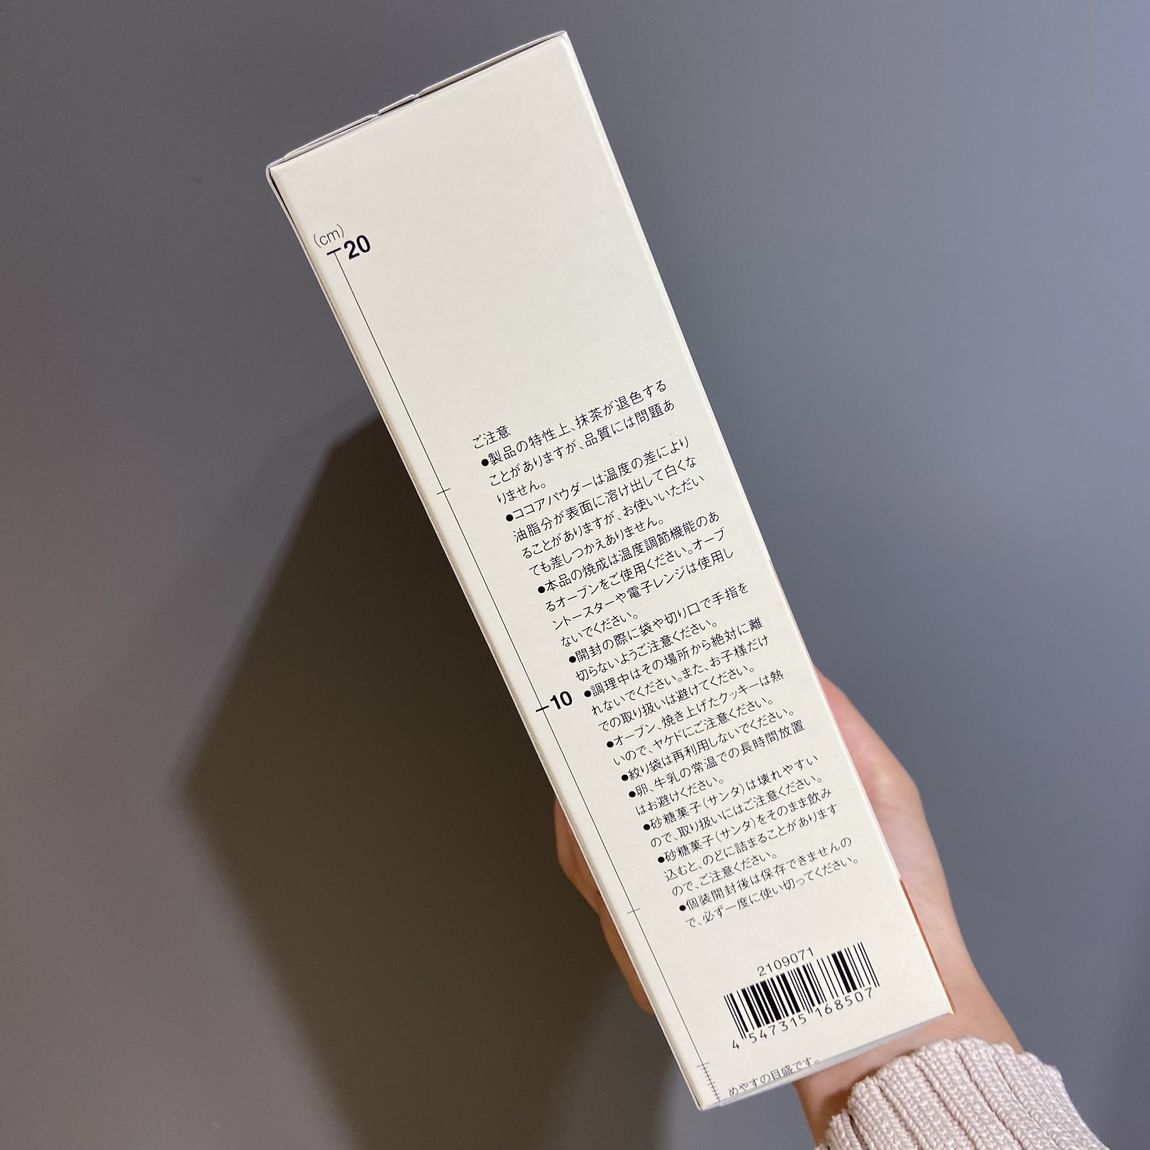 (cm)
20
ご注意
●製品の特性上、抹茶が退色する
ことがありますが、品質には問題あ
りません。
●ココアパウダーは温度の差により
油脂分が表面に溶け出して白くな
ることがありますが、お使いいただい
ても差しつかえありません。
●本品の焼成は温度調節機能のあ
るオーブンをご使用ください。オーブ
ントースターや電子レンジは使用し
ないでください。
●開封の際に袋や切り口で手指を
切らないようご注意ください。
●調理中はその場所から絶対に離
れないでください。また、お子様だけ
での取り扱いは避けてください。
●オーブン、焼き上げたクッキーは熱
いので、ヤケドにご注意ください。
●絞り袋は再利用しないでください。
●卵、牛乳の常温での長時間放置
はお避けください。
●砂糖菓子(サンタ)は壊れやすい
ので、取り扱いにはご注意ください。
●砂糖菓子(サンタ)をそのまま飲み
込むと、のどに詰まることがあります
ので、ご注意ください。
●個装開封後は保存できませんの
で、必ず一度に使い切ってください。
10
2109071
4 547315 168507
めやすの目盛です。